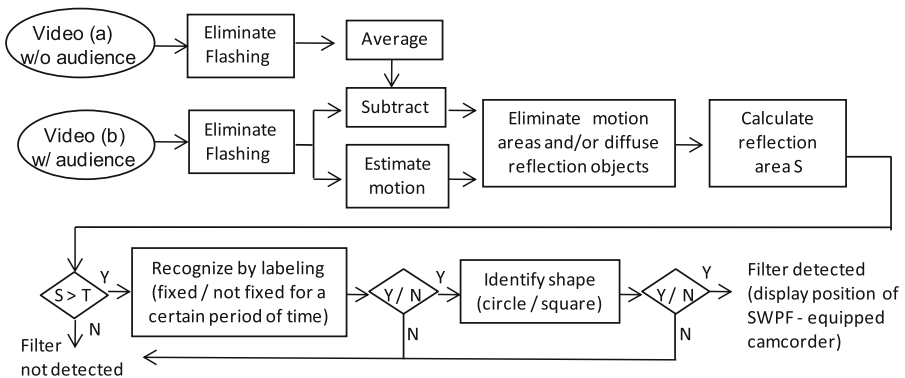 Video (a)
w/o audience
Eliminate
Flashing
Average
Video (b)
w/ audience
Eliminate
Flashing
Subtract
Estimate
motion
Eliminate motion
areas and/or diffuse
reflection objects
Calculate
reflection
area S
S > T
Y
N
Recognize by labeling
(fixed / not fixed for a
certain period of time)
Y / N
Y
N
Identify shape
(circle / square)
Y / N
Y
N
Filter detected
(display position of
SWPF - equipped
camcorder)
Filter
not detected